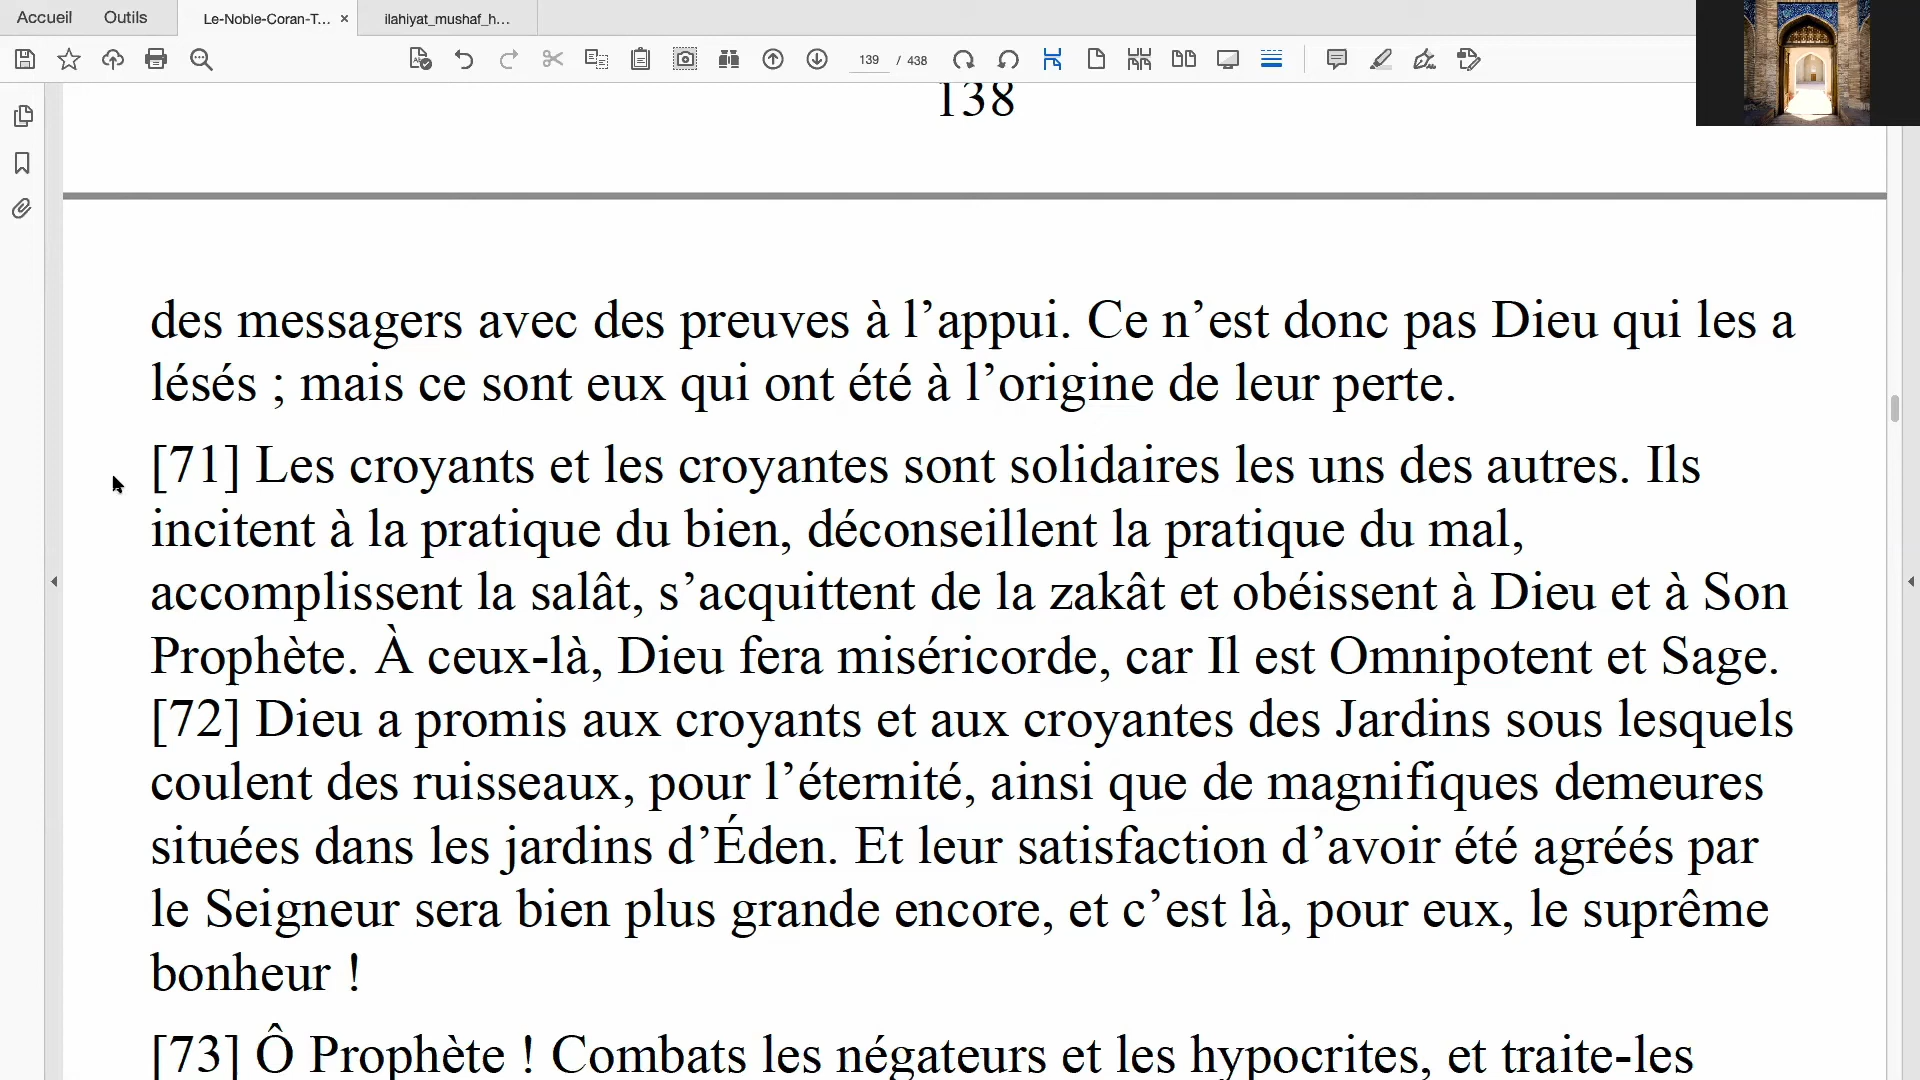 Accueil
Outils
Le-Noble-Coran-T...
ilahiyat_mushaf_h...
139 / 438
138
des messagers avec des preuves à l’appui. Ce n’est donc pas Dieu qui les a
lésés ; mais ce sont eux qui ont été à l’origine de leur perte.
[71] Les croyants et les croyantes sont solidaires les uns des autres. Ils
incitent à la pratique du bien, déconseillent la pratique du mal,
accomplissent la salât, s’acquittent de la zakât et obéissent à Dieu et à Son
Prophète. À ceux-là, Dieu fera miséricorde, car Il est Omnipotent et Sage.
[72] Dieu a promis aux croyants et aux croyantes des Jardins sous lesquels
coulent des ruisseaux, pour l’éternité, ainsi que de magnifiques demeures
situées dans les jardins d’Éden. Et leur satisfaction d’avoir été agréés par
le Seigneur sera bien plus grande encore, et c’est là, pour eux, le suprême
bonheur !
[73] Ô Prophète ! Combats les négateurs et les hypocrites, et traite-les